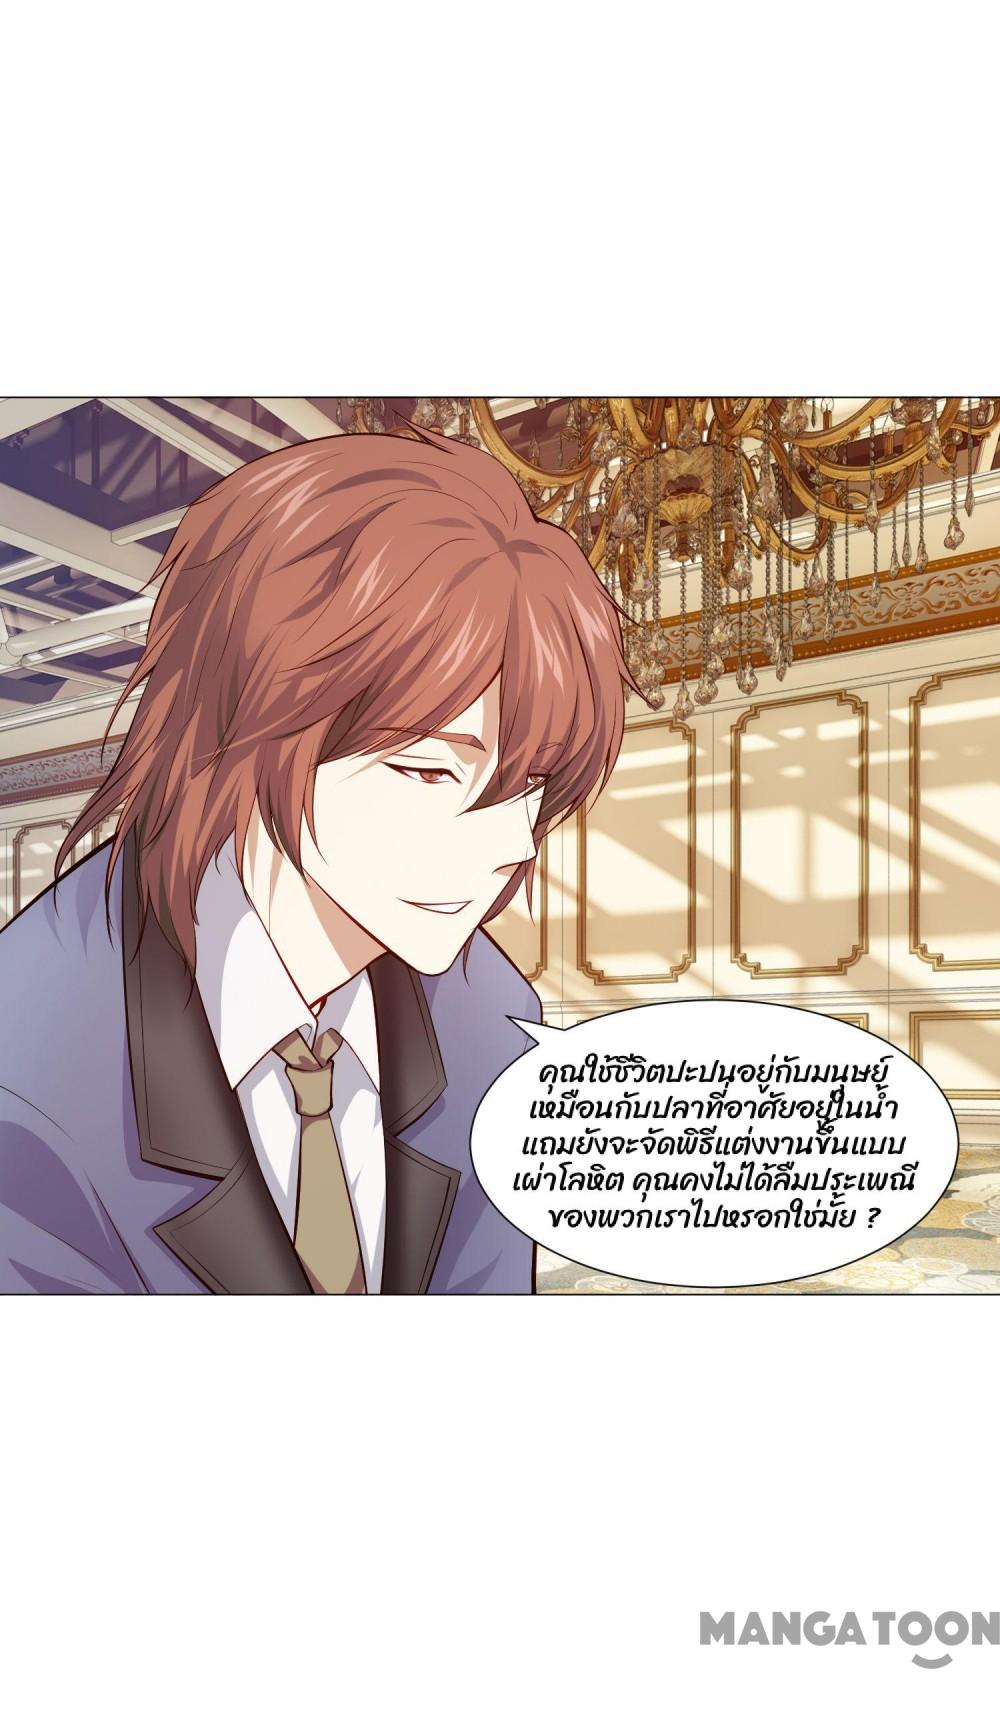 คุณใช้ชีวิตปะปนอยู่กับมนุษย์
เหมือนกับปลาที่อาศัยอยู่ในน้ำ
แถมยังจะจัดพิธีแต่งงานขึ้นแบบ
เผ่าโลหิต คุณคงไม่ได้ลืมประเพณี
ของพวกเราไปหรอกใช่มั้ย ?
MANGATOON